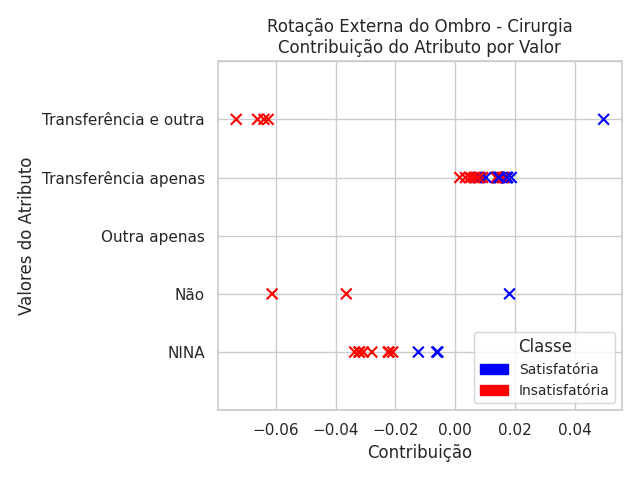 Rotação Externa do Ombro - Cirurgia
Contribuição do Atributo por Valor
Valores do Atributo
Transferência e outra
Transferência apenas
Outra apenas
Não
NINA
Classe
Satisfatória
Insatisfatória
−0.06 −0.04 −0.02 0.00 0.02 0.04
Contribuição